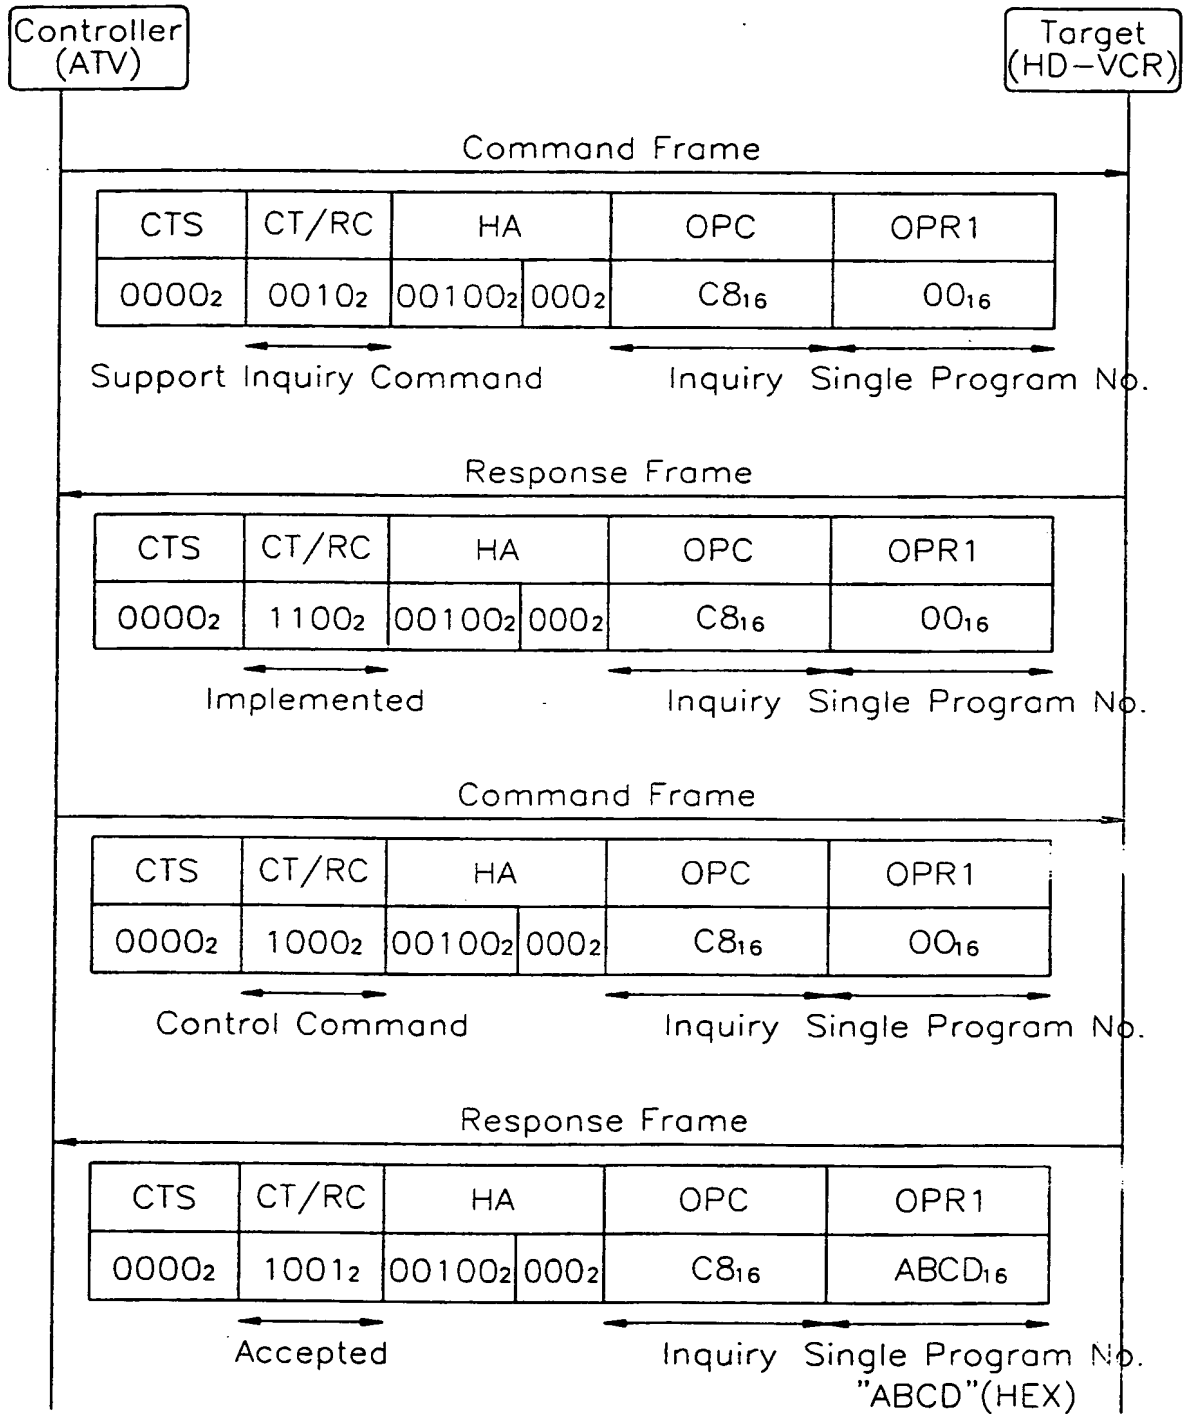 Controller
(ATV)
Target
(HD-VCR)
Command Frame
CTS CT/RC HA OPC OPR1
0000₂ 0010₂ 00100₂ 000₂ C8₁₆ 00₁₆
Support Inquiry Command Inquiry Single Program No.
Response Frame
CTS CT/RC HA OPC OPR1
0000₂ 1100₂ 00100₂ 000₂ C8₁₆ 00₁₆
Implemented Inquiry Single Program No.
Command Frame
CTS CT/RC HA OPC OPR1
0000₂ 1000₂ 00100₂ 000₂ C8₁₆ 00₁₆
Control Command Inquiry Single Program No.
Response Frame
CTS CT/RC HA OPC OPR1
0000₂ 1001₂ 00100₂ 000₂ C8₁₆ ABCD₁₆
Accepted Inquiry Single Program No.
"ABCD"(HEX)